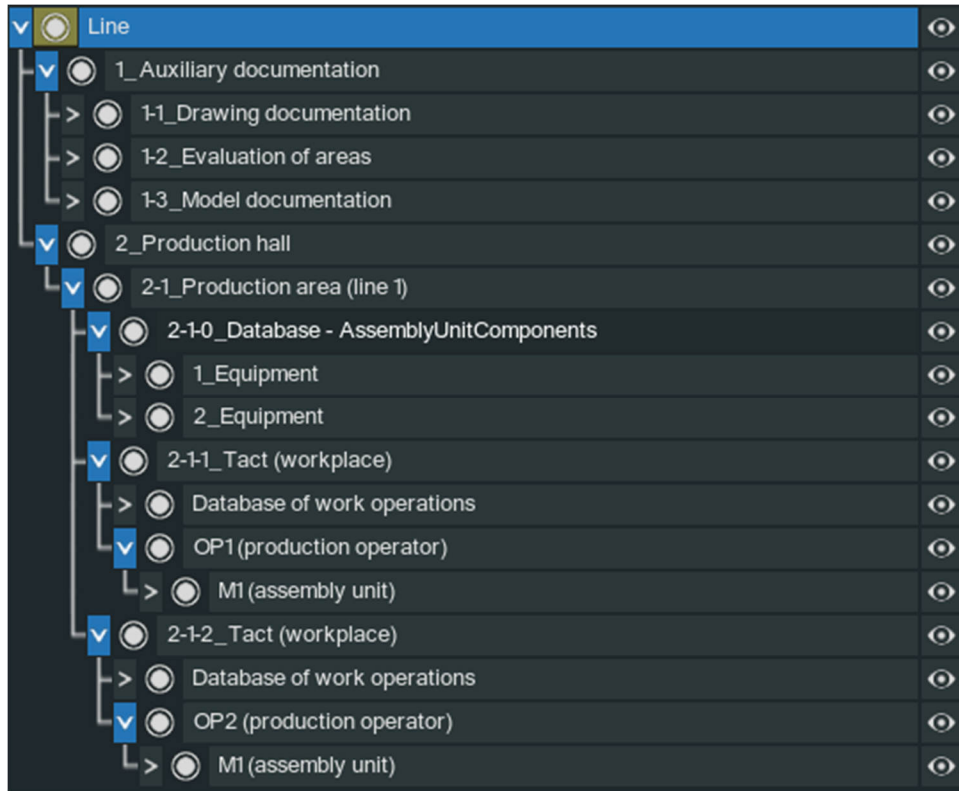 Line
1_Auxiliary documentation
1-1_Drawing documentation
1-2_Evaluation of areas
1-3_Model documentation
2_Production hall
2-1_Production area (line 1)
2-1-0_Database - AssemblyUnitComponents
1_Equipment
2_Equipment
2-1-1_Tact (workplace)
Database of work operations
OP1 (production operator)
M1 (assembly unit)
2-1-2_Tact (workplace)
Database of work operations
OP2 (production operator)
M1 (assembly unit)